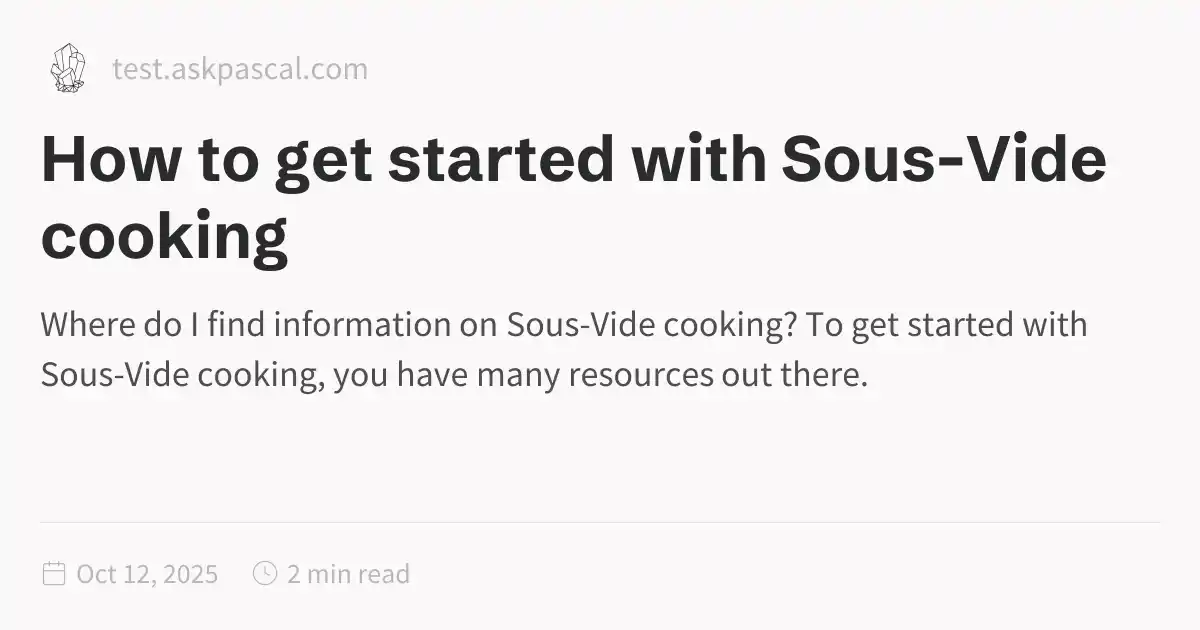 test.askpascal.com
How to get started with Sous-Vide
cooking
Where do I find information on Sous-Vide cooking? To get started with
Sous-Vide cooking, you have many resources out there.
Oct 12, 2025 2 min read